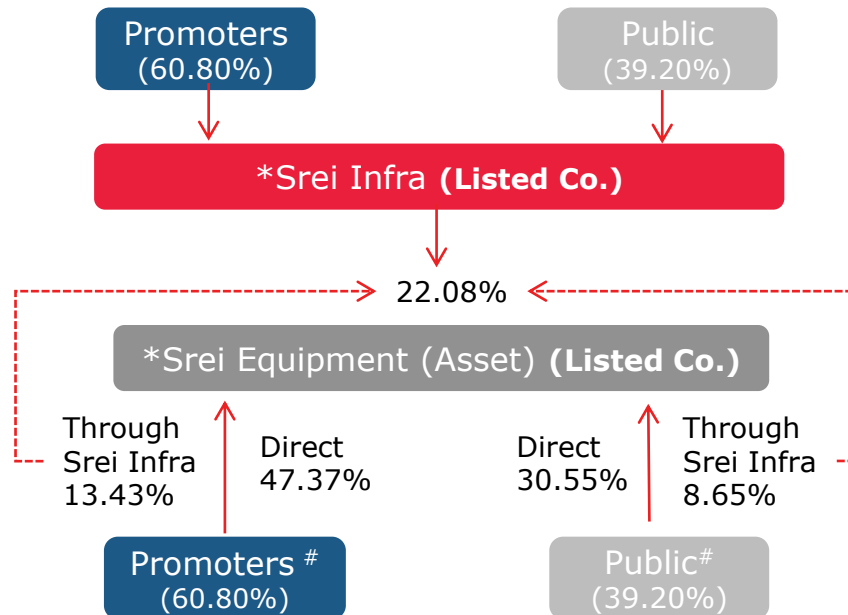 Promoters
(60.80%)
Public
(39.20%)
*Srei Infra (Listed Co.)
22.08%
*Srei Equipment (Asset) (Listed Co.)
Through
Srei Infra
13.43%
Direct
47.37%
Direct
30.55%
Through
Srei Infra
8.65%
Promoters #
(60.80%)
Public#
(39.20%)